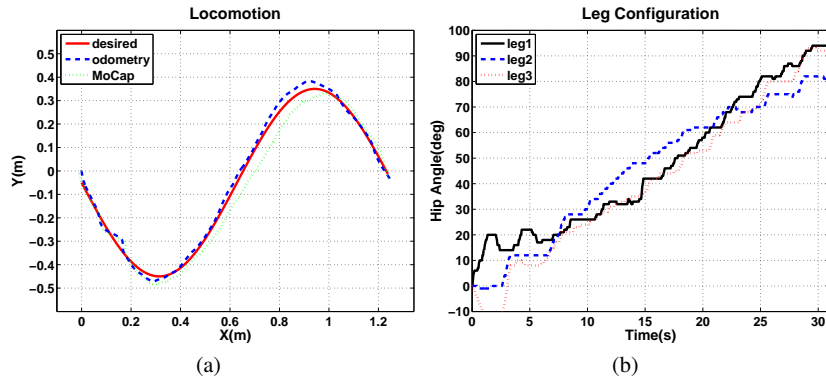 Locomotion
desired
odometry
MoCap
0.5
0.4
0.3
0.2
0.1
0
−0.1
−0.2
−0.3
−0.4
−0.5
Y(m)
0 0.2 0.4 0.6 0.8 1 1.2
X(m)
(a)
Leg Configuration
leg1
leg2
leg3
100
90
80
70
60
50
40
30
20
10
0
−10
Hip Angle(deg)
0 5 10 15 20 25 30
Time(s)
(b)